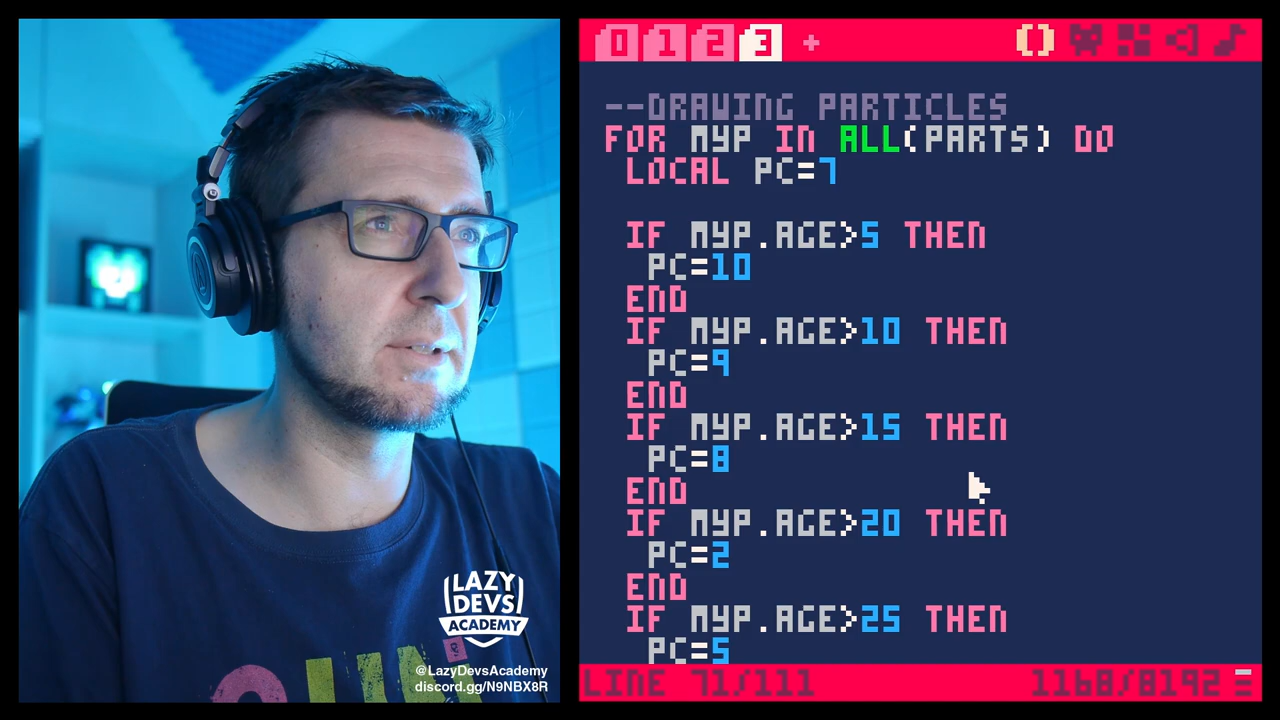 0 1 2 3 +
--DRAWING PARTICLES
FOR MYP IN ALL(PARTS) DO
LOCAL PC=7
IF MYP.AGE>5 THEN
PC=10
END
IF MYP.AGE>10 THEN
PC=9
END
IF MYP.AGE>15 THEN
PC=8
END
IF MYP.AGE>20 THEN
PC=2
END
IF MYP.AGE>25 THEN
PC=5
LINE 71/111
1168/8192
LAZY
DEVS
ACADEMY
@LazyDevsAcademy
discord.gg/N9NBX8R